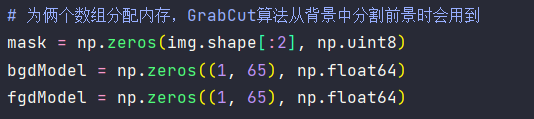 # 为俩个数组分配内存，GrabCut算法从背景中分割前景时会用到
mask = np.zeros(img.shape[:2], np.uint8)
bgdModel = np.zeros((1, 65), np.float64)
fgdModel = np.zeros((1, 65), np.float64)